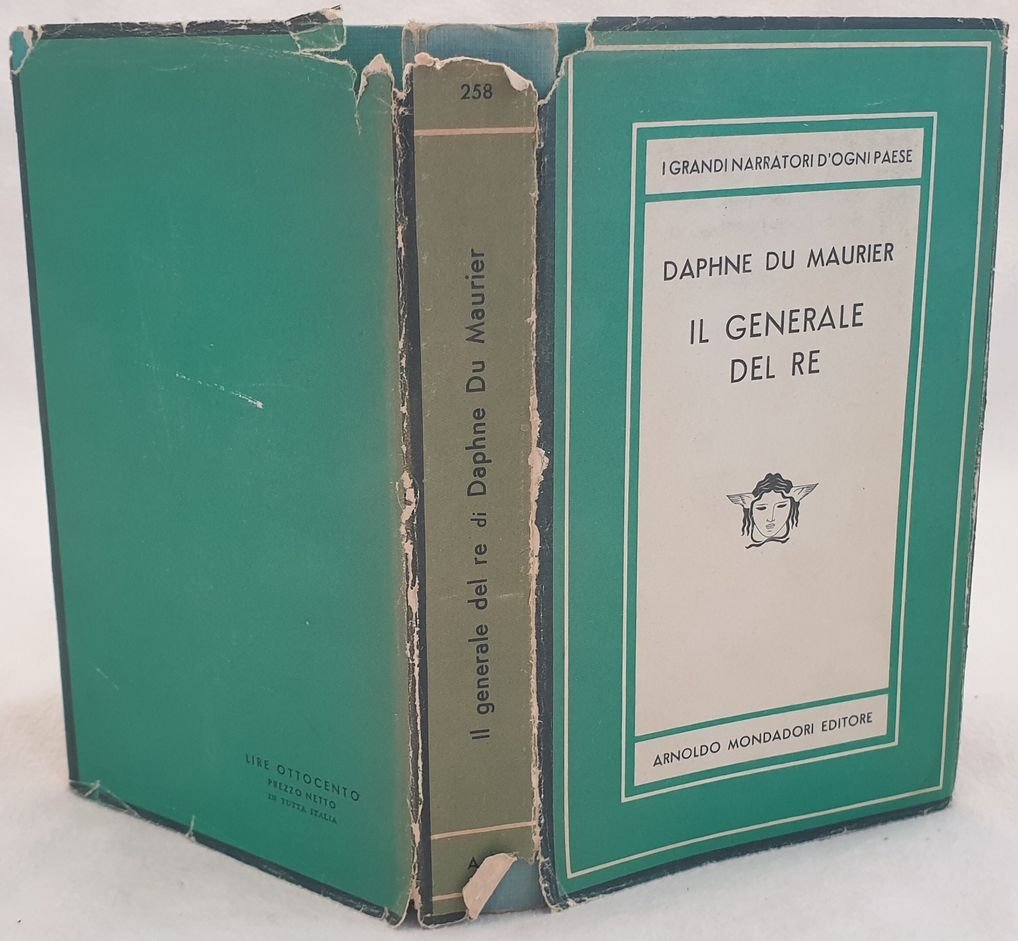 LIRE OTTOCENTO
PREZZO NETTO
IN TUTTA ITALIA
258
Il generale del re di Daphne Du Maurier
I GRANDI NARRATORI D'OGNI PAESE
DAPHNE DU MAURIER
IL GENERALE
DEL RE
ARNOLDO MONDADORI EDITORE